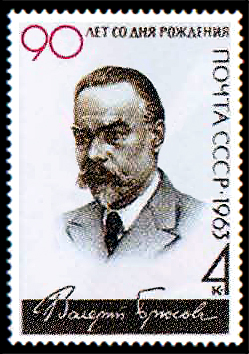 90 ЛЕТ СО ДНЯ РОЖДЕНИЯ
ПОЧТА СССР·1963
4 К
Валерий Брюсов